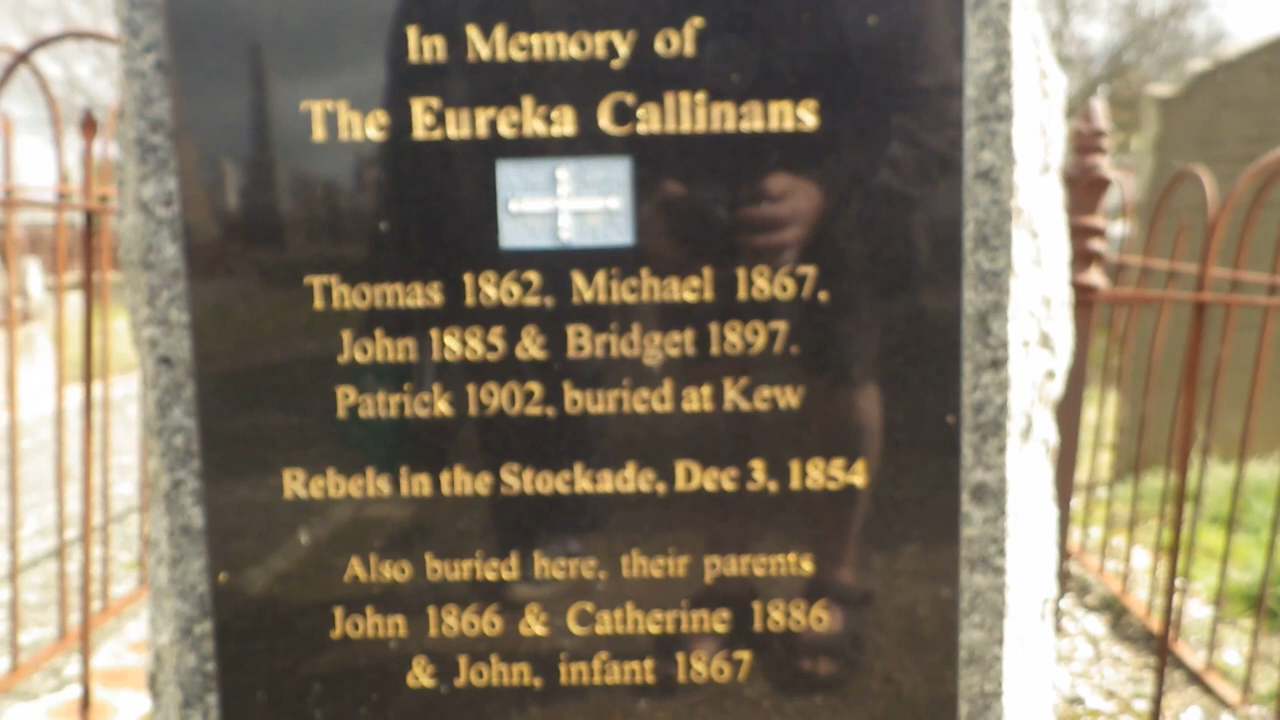 In Memory of
The Eureka Callinans
Thomas 1862, Michael 1867,
John 1885 & Bridget 1897.
Patrick 1902, buried at Kew
Rebels in the Stockade, Dec 3, 1854
Also buried here, their parents
John 1866 & Catherine 1886
& John, infant 1867